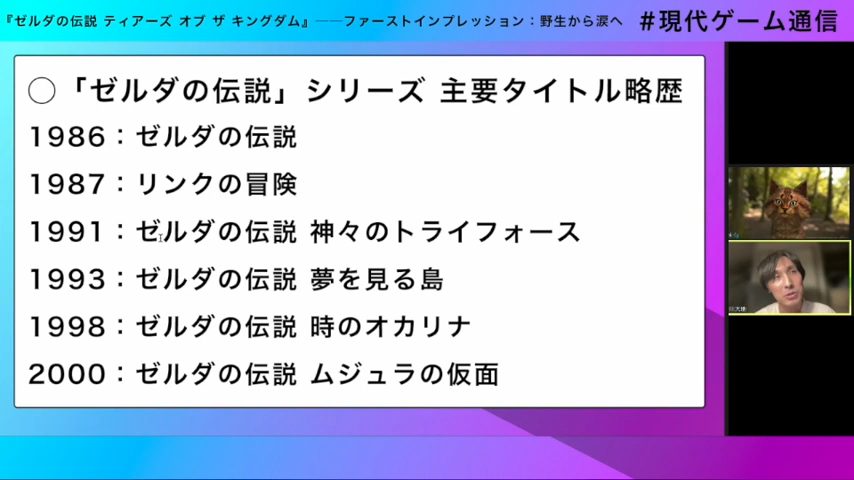 『ゼルダの伝説 ティアーズ オブ ザ キングダム』──ファーストインプレッション：野生から涙へ
#現代ゲーム通信
○「ゼルダの伝説」シリーズ 主要タイトル略歴
1986：ゼルダの伝説
1987：リンクの冒険
1991：ゼルダの伝説 神々のトライフォース
1993：ゼルダの伝説 夢を見る島
1998：ゼルダの伝説 時のオカリナ
2000：ゼルダの伝説 ムジュラの仮面